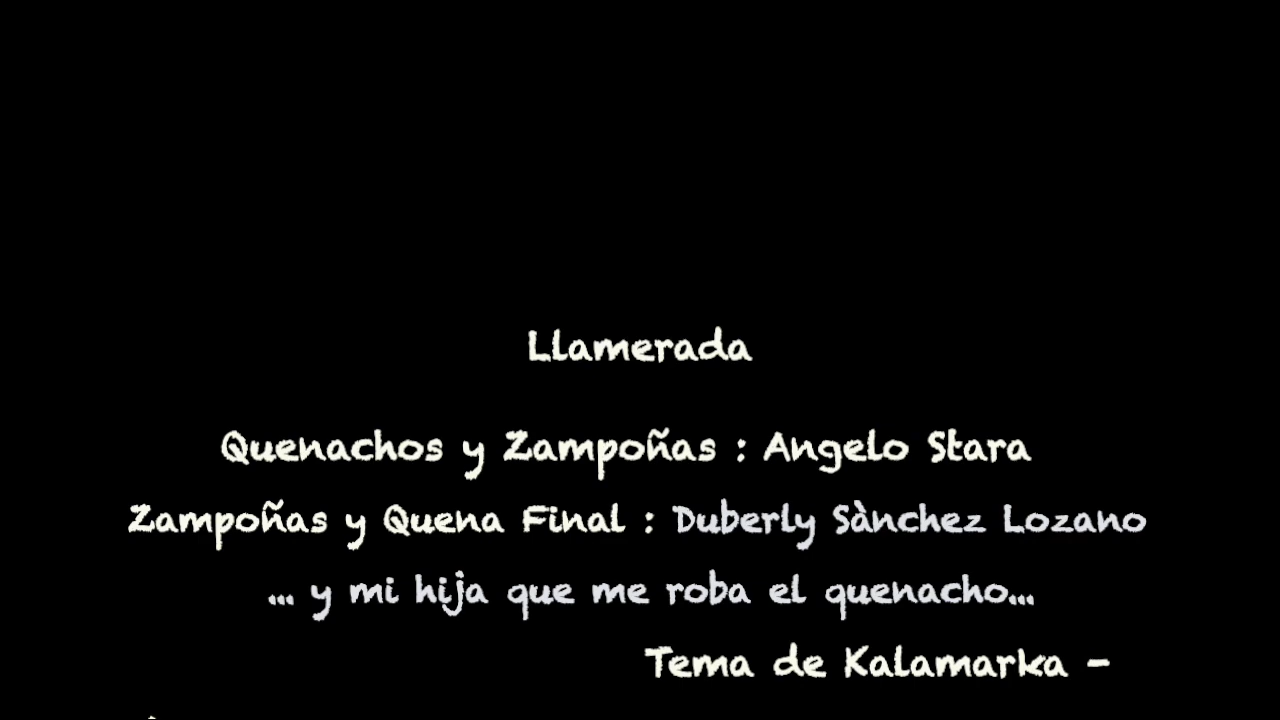 Llamerada
Quenachos y Zampoñas : Angelo Stara
Zampoñas y Quena Final : Duberly Sànchez Lozano
... y mi hija que me roba el quenacho...
Tema de Kalamarka -